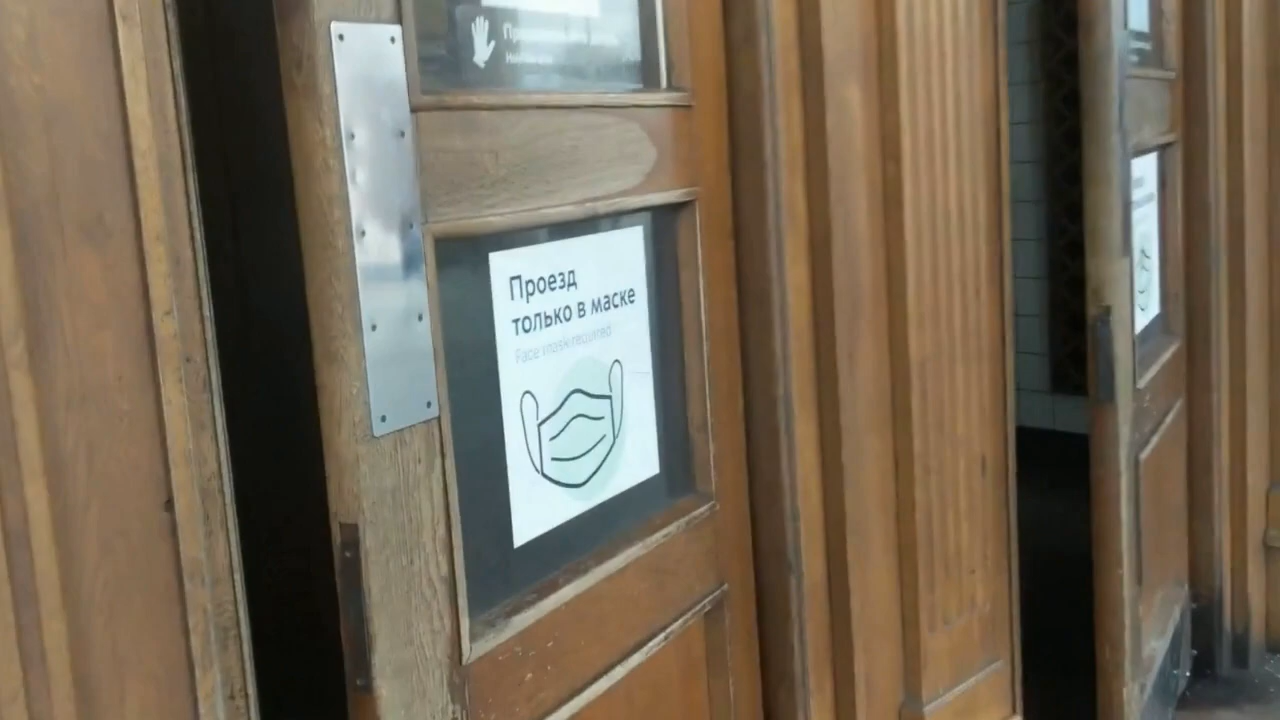 Проезд
только в маске
Face mask required